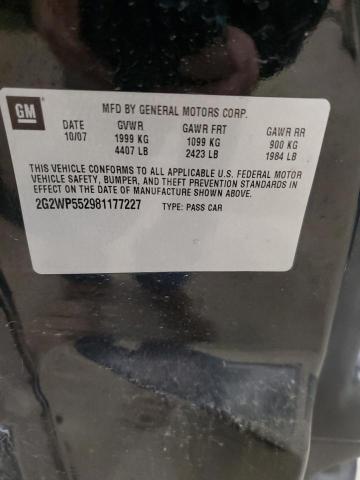 GM MFD BY GENERAL MOTORS CORP.
DATE GVWR GAWR FRT GAWR RR
10/07 1999 KG 1099 KG 900 KG
4407 LB 2423 LB 1984 LB
THIS VEHICLE CONFORMS TO ALL APPLICABLE U.S. FEDERAL MOTOR
VEHICLE SAFETY, BUMPER, AND THEFT PREVENTION STANDARDS IN
EFFECT ON THE DATE OF MANUFACTURE SHOWN ABOVE.
2G2WP552981177227 TYPE: PASS CAR